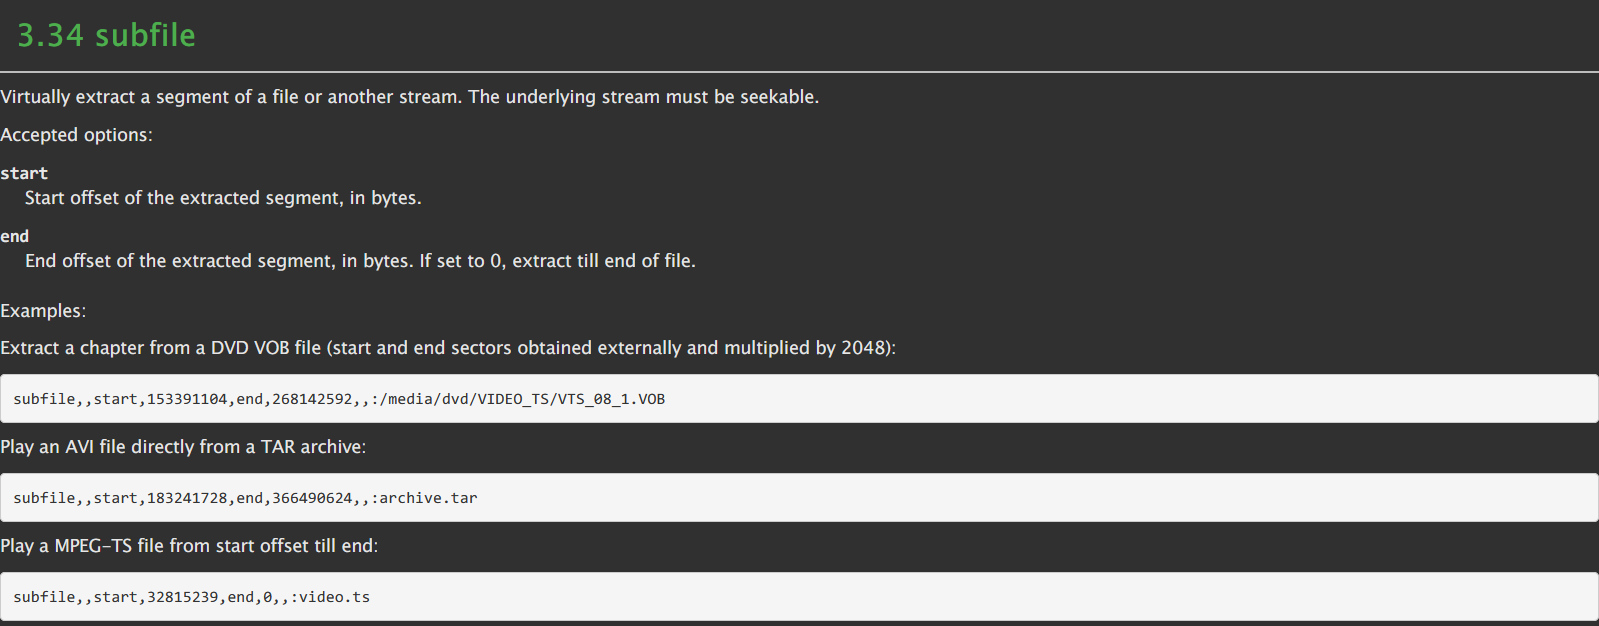 3.34 subfile
Virtually extract a segment of a file or another stream. The underlying stream must be seekable.
Accepted options:
start
Start offset of the extracted segment, in bytes.
end
End offset of the extracted segment, in bytes. If set to 0, extract till end of file.
Examples:
Extract a chapter from a DVD VOB file (start and end sectors obtained externally and multiplied by 2048):
subfile,,start,153391104,end,268142592,,:/media/dvd/VIDEO_TS/VTS_08_1.VOB
Play an AVI file directly from a TAR archive:
subfile,,start,183241728,end,366490624,,:archive.tar
Play a MPEG-TS file from start offset till end:
subfile,,start,32815239,end,0,,:video.ts